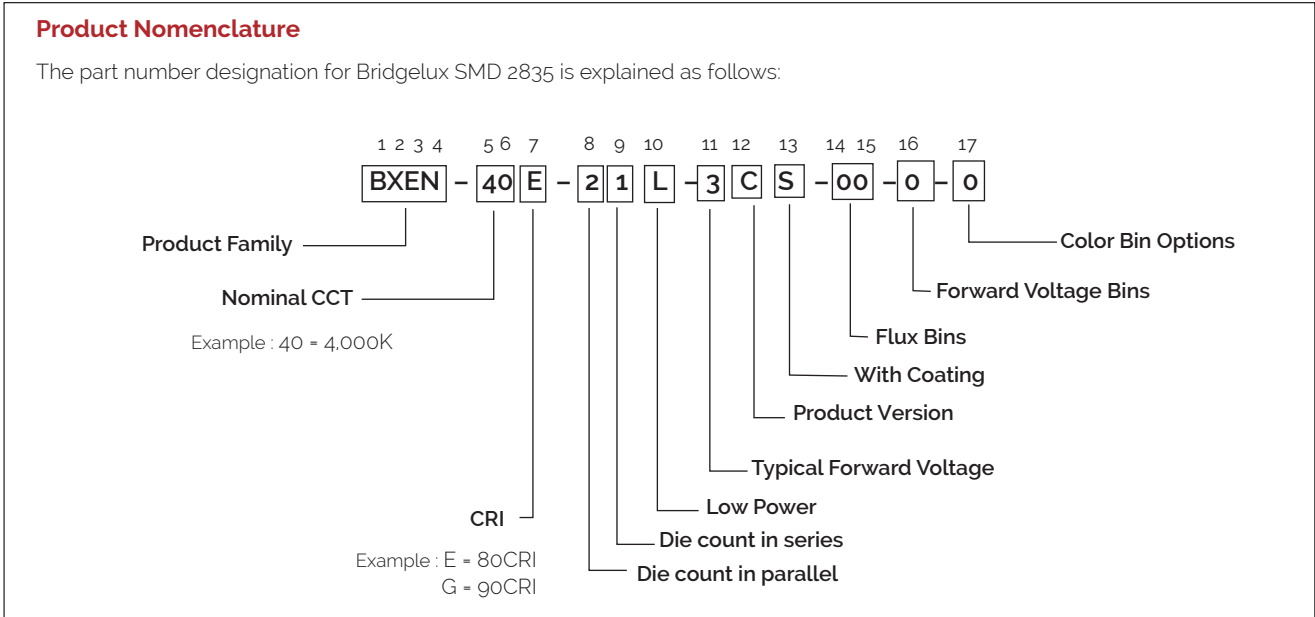 Product Nomenclature
The part number designation for Bridgelux SMD 2835 is explained as follows:
1 2 3 4 5 6 7 8 9 10 11 12 13 14 15 16 17
BXEN – 40 E – 2 1 L – 3 C S – 00 – 0 – 0
Product Family
Color Bin Options
Nominal CCT
Forward Voltage Bins
Example : 40 = 4,000K
Flux Bins
With Coating
Product Version
Typical Forward Voltage
Low Power
CRI
Die count in series
Example : E = 80CRI
Die count in parallel
G = 90CRI